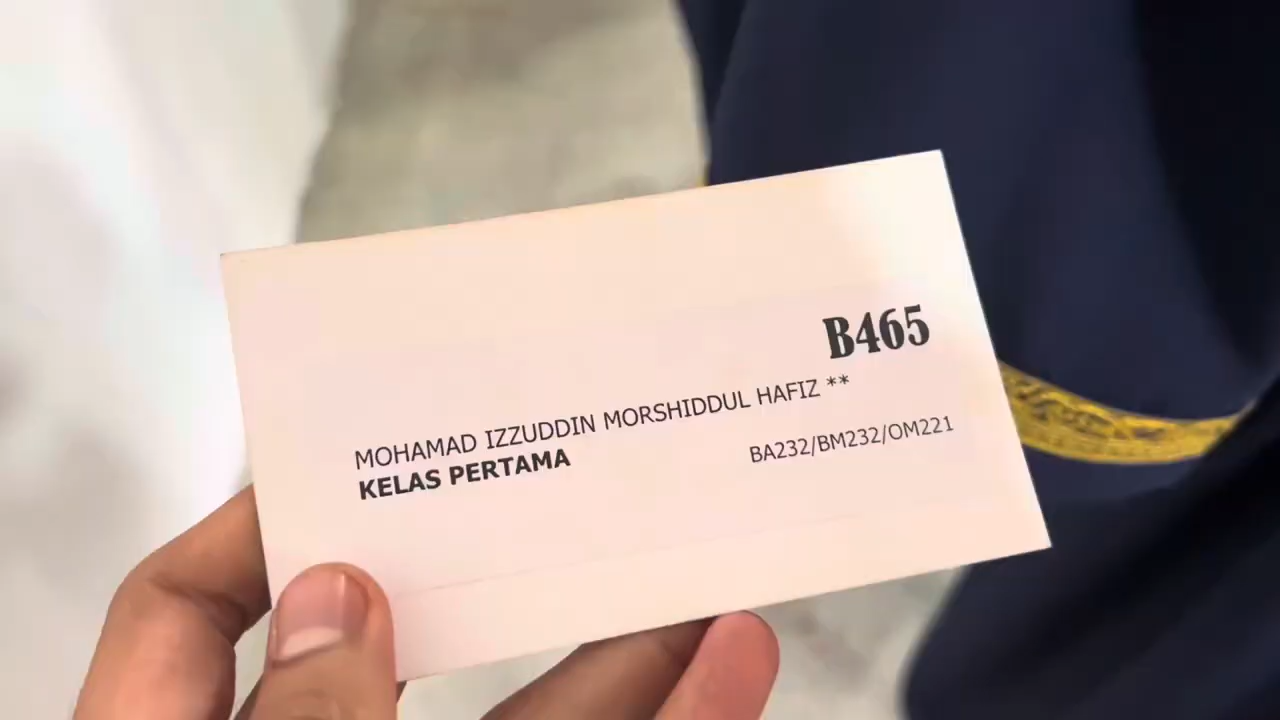 B465
MOHAMAD IZZUDDIN MORSHIDDUL HAFIZ **
KELAS PERTAMA
BA232/BM232/OM221